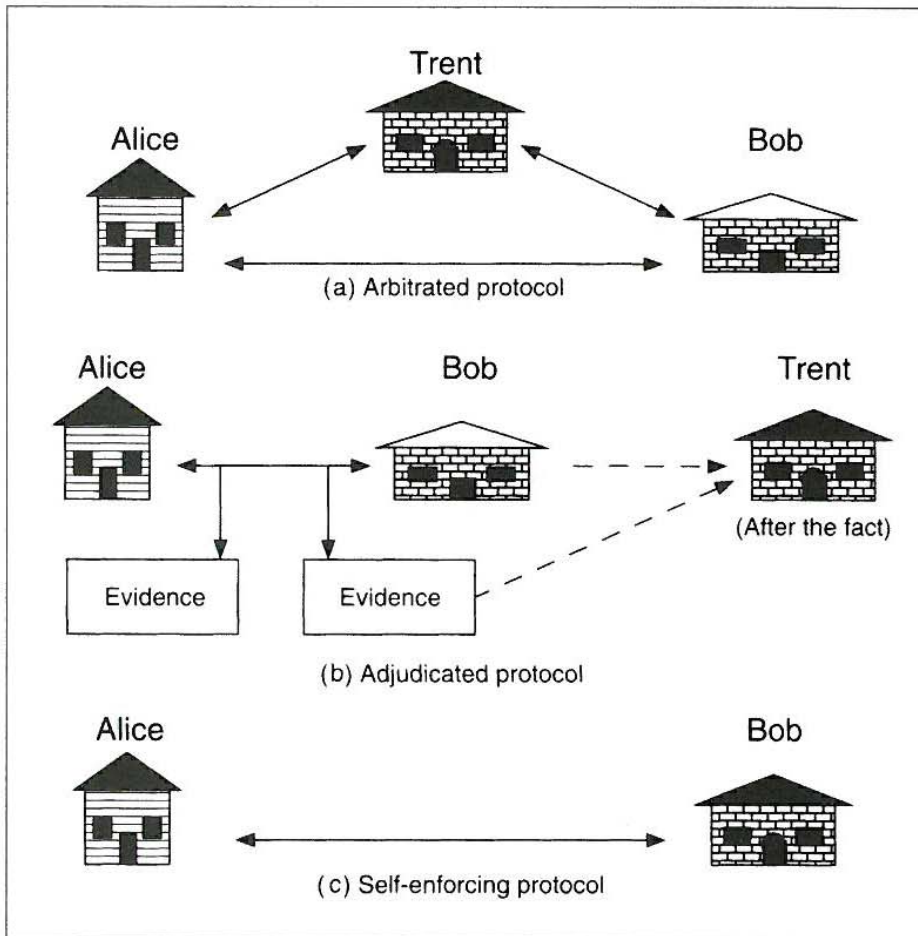 Trent
Alice
Bob
(a) Arbitrated protocol
Alice
Bob
Trent
(After the fact)
Evidence
Evidence
(b) Adjudicated protocol
Alice
Bob
(c) Self-enforcing protocol